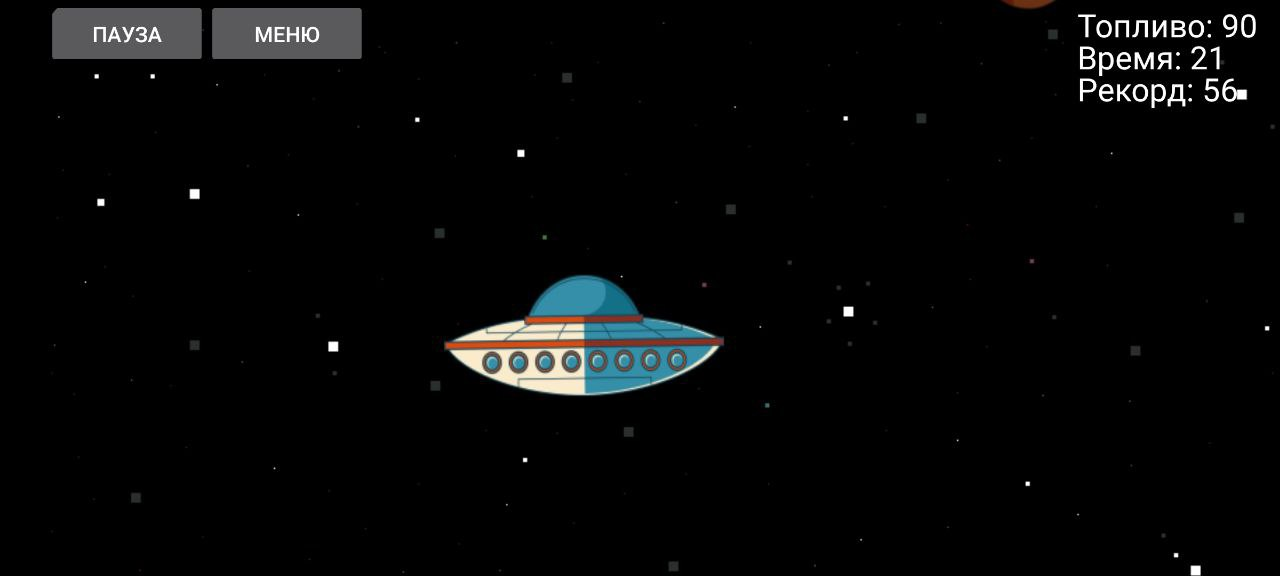 ПАУЗА
МЕНЮ
Топливо: 90
Время: 21
Рекорд: 56